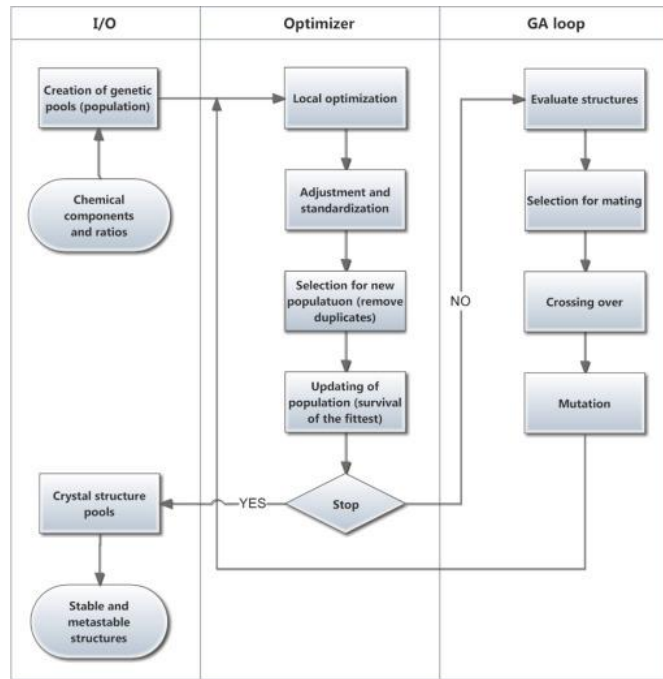 I/O
Optimizer
GA loop
Creation of genetic
pools (population)
Chemical
components
and ratios
Local optimization
Adjustment and
standardization
Selection for new
populatuon (remove
duplicates)
Updating of
population (survival
of the fittest)
Stop
YES
NO
Evaluate structures
Selection for mating
Crossing over
Mutation
Crystal structure
pools
Stable and
metastable
structures